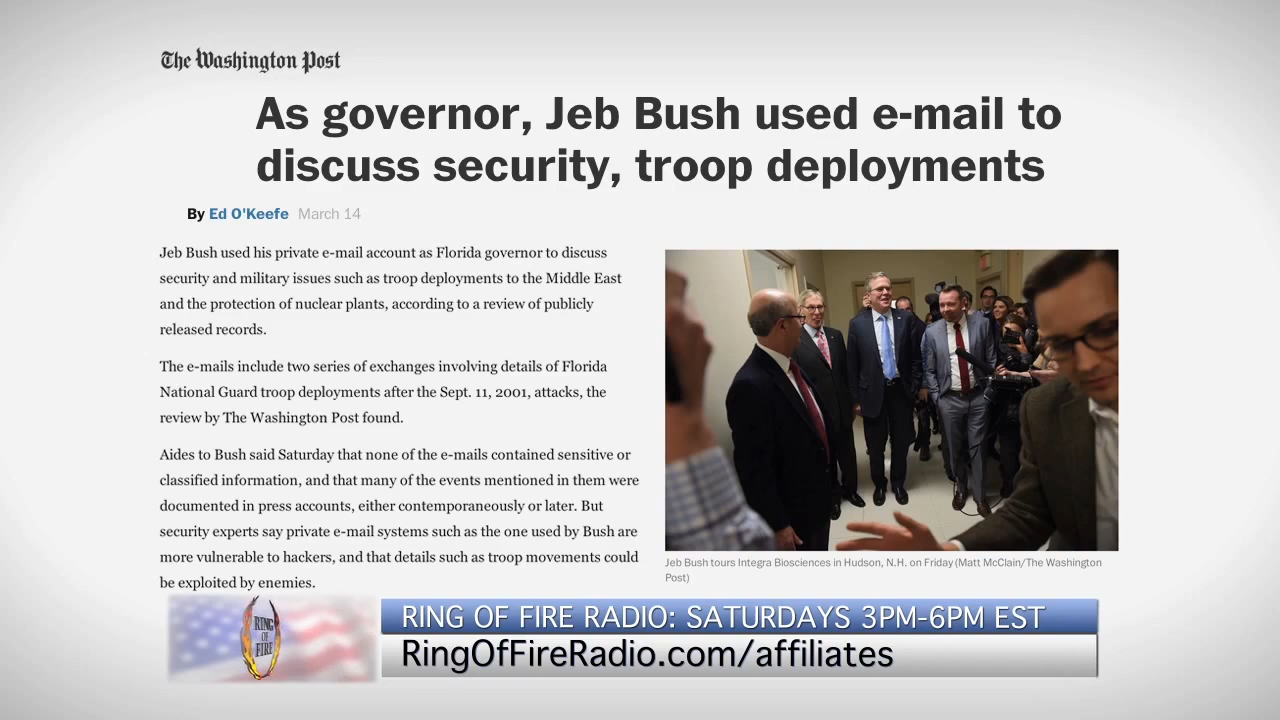 The Washington Post
As governor, Jeb Bush used e-mail to
discuss security, troop deployments
By Ed O'Keefe March 14
Jeb Bush used his private e-mail account as Florida governor to discuss
security and military issues such as troop deployments to the Middle East
and the protection of nuclear plants, according to a review of publicly
released records.
The e-mails include two series of exchanges involving details of Florida
National Guard troop deployments after the Sept. 11, 2001, attacks, the
review by The Washington Post found.
Aides to Bush said Saturday that none of the e-mails contained sensitive or
classified information, and that many of the events mentioned in them were
documented in press accounts, either contemporaneously or later. But
security experts say private e-mail systems such as the one used by Bush are
more vulnerable to hackers, and that details such as troop movements could
be exploited by enemies.
Jeb Bush tours Integra Biosciences in Hudson, N.H. on Friday (Matt McClain/The Washington
Post)
RING
OF
FIRE
RING OF FIRE RADIO: SATURDAYS 3PM-6PM EST
RingOfFireRadio.com/affiliates